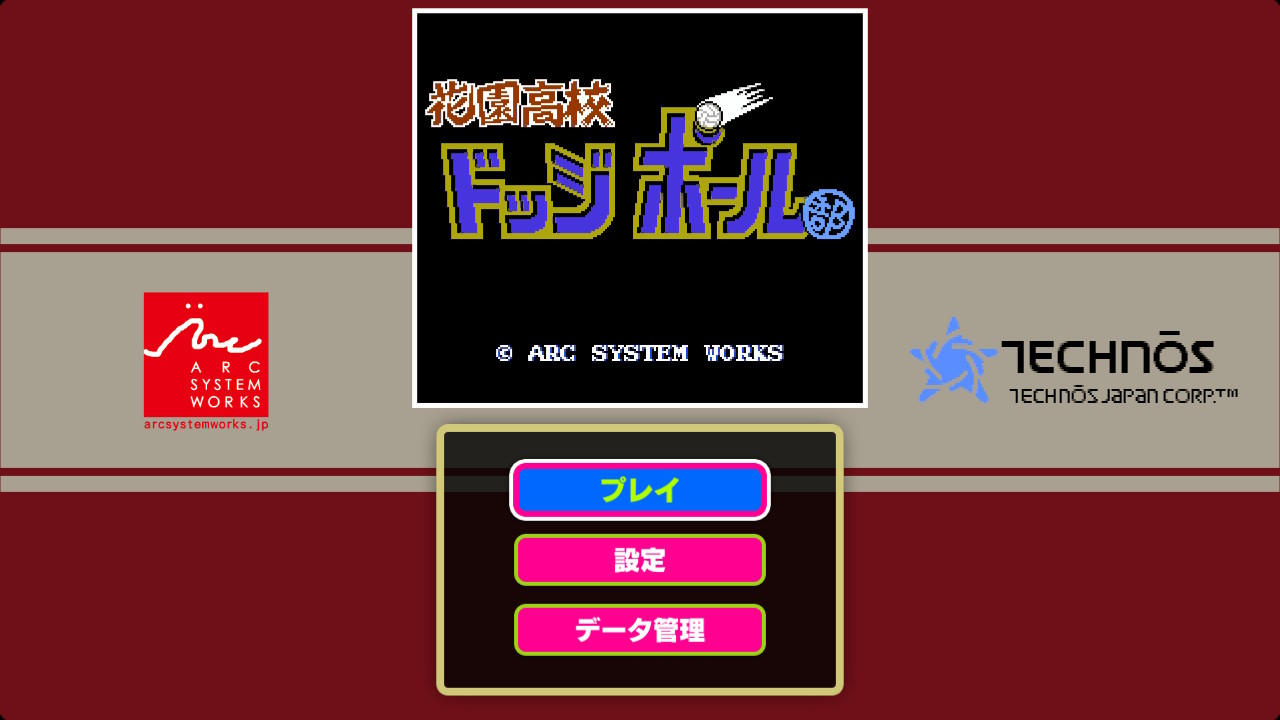 花園高校
ドッジボール部
© ARC SYSTEM WORKS
Arc
ARC
SYSTEM
WORKS
arcsystemworks.jp
TECHNŌS
TECHNŌS JAPAN CORP.™
プレイ
設定
データ管理